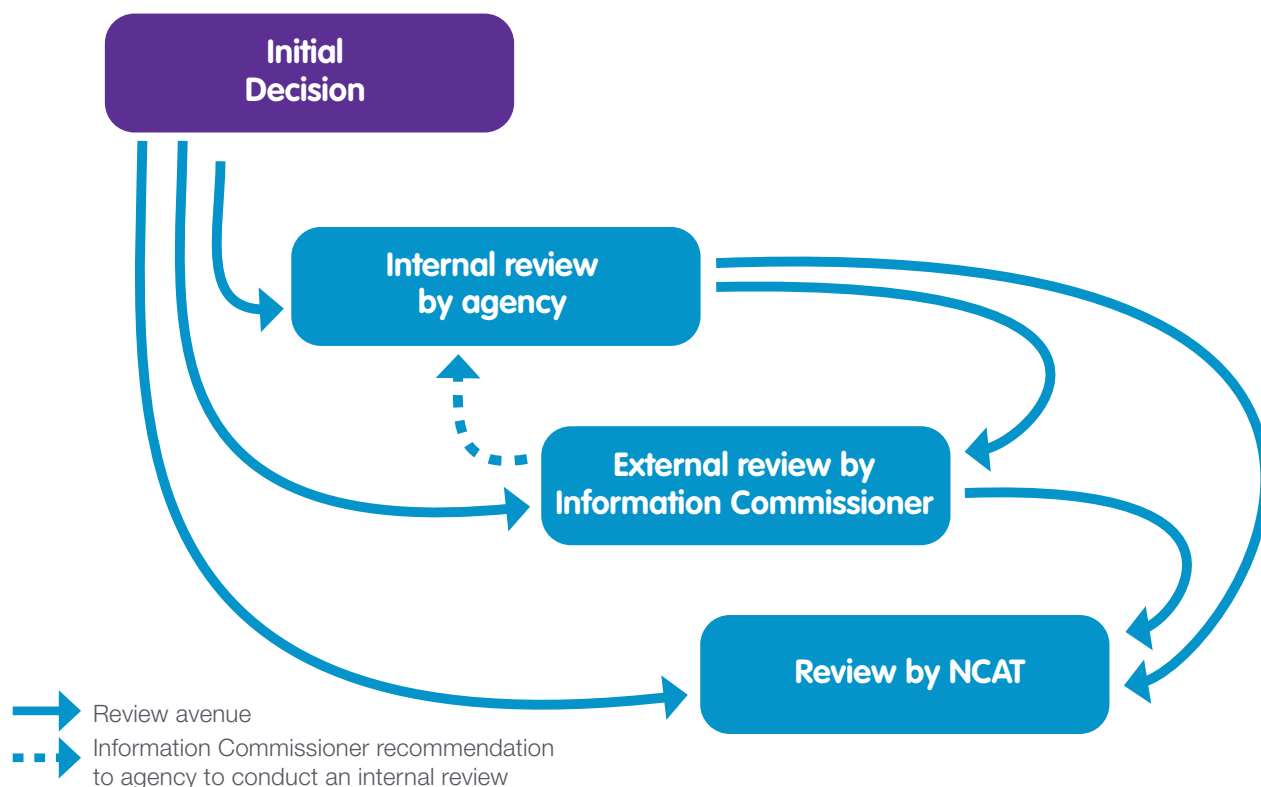 Initial
Decision
Internal review
by agency
External review by
Information Commissioner
Review by NCAT
Review avenue
Information Commissioner recommendation
to agency to conduct an internal review